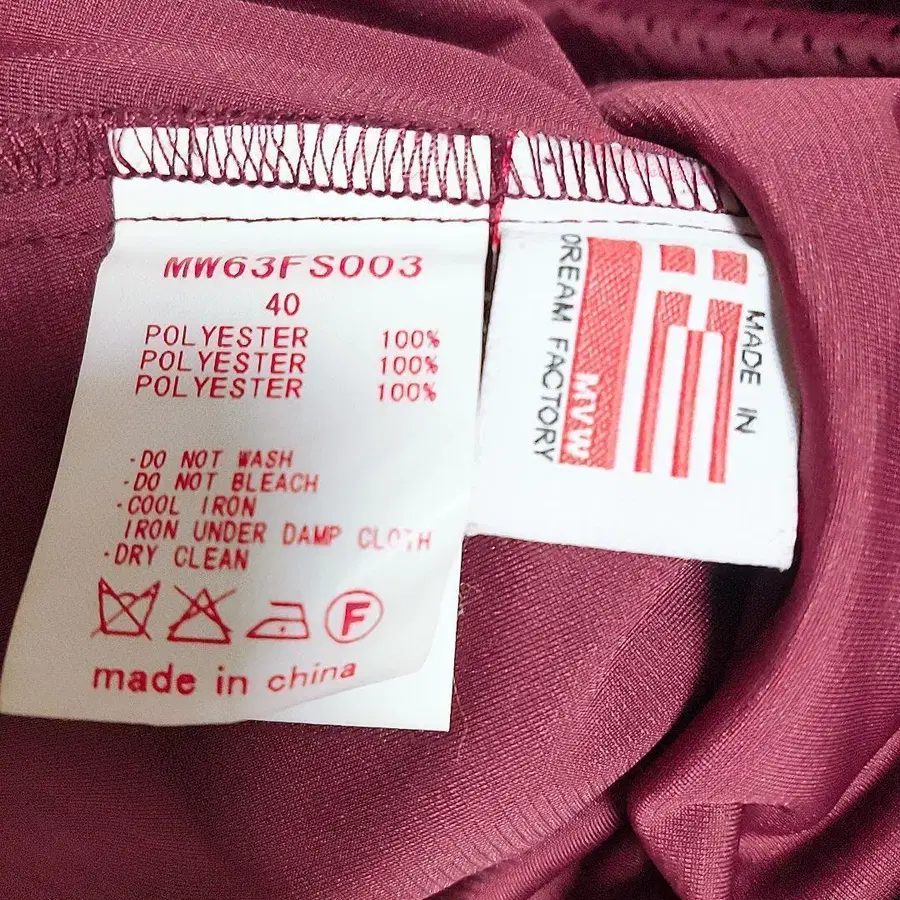 MW63FS003
40
POLYESTER 100%
POLYESTER 100%
POLYESTER 100%
·DO NOT WASH
·DO NOT BLEACH
·COOL IRON
IRON UNDER DAMP CLOTH
·DRY CLEAN
F
made in china
DREAM FACTORY
MVW
MADE IN